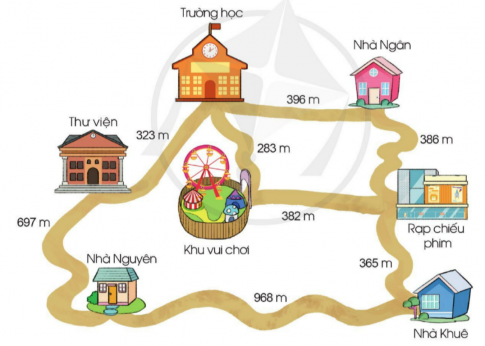 Trường học
Nhà Ngân
396 m
Thư viện
323 m
283 m
386 m
697 m
382 m
Khu vui chơi
Rạp chiếu
phim
Nhà Nguyên
365 m
968 m
Nhà Khuê